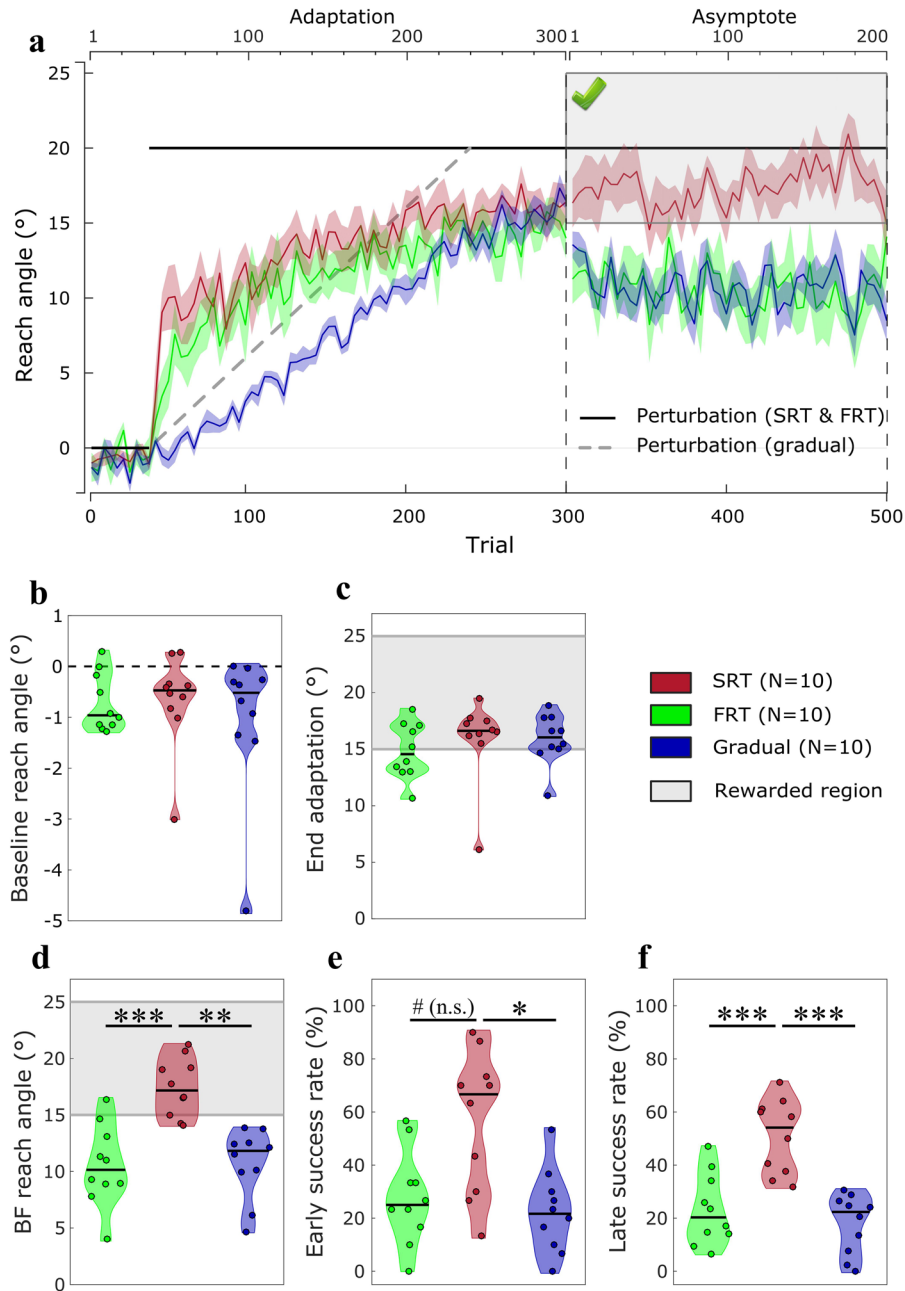 Adaptation Asymptote
a
1 100 200 300 1 100 200
25
20
15
10
5
0
Reach angle (°)
Perturbation (SRT & FRT)
Perturbation (gradual)
0 100 200 300 400 500
Trial
b
1
0
-1
-2
-3
-4
-5
Baseline reach angle (°)
c
25
20
15
10
5
0
End adaptation (°)
SRT (N=10)
FRT (N=10)
Gradual (N=10)
Rewarded region
d
25
20
15
10
5
0
BF reach angle (°)
*** **
e
100
80
60
40
20
0
Early success rate (%)
# (n.s.) *
f
100
80
60
40
20
0
Late success rate (%)
*** ***